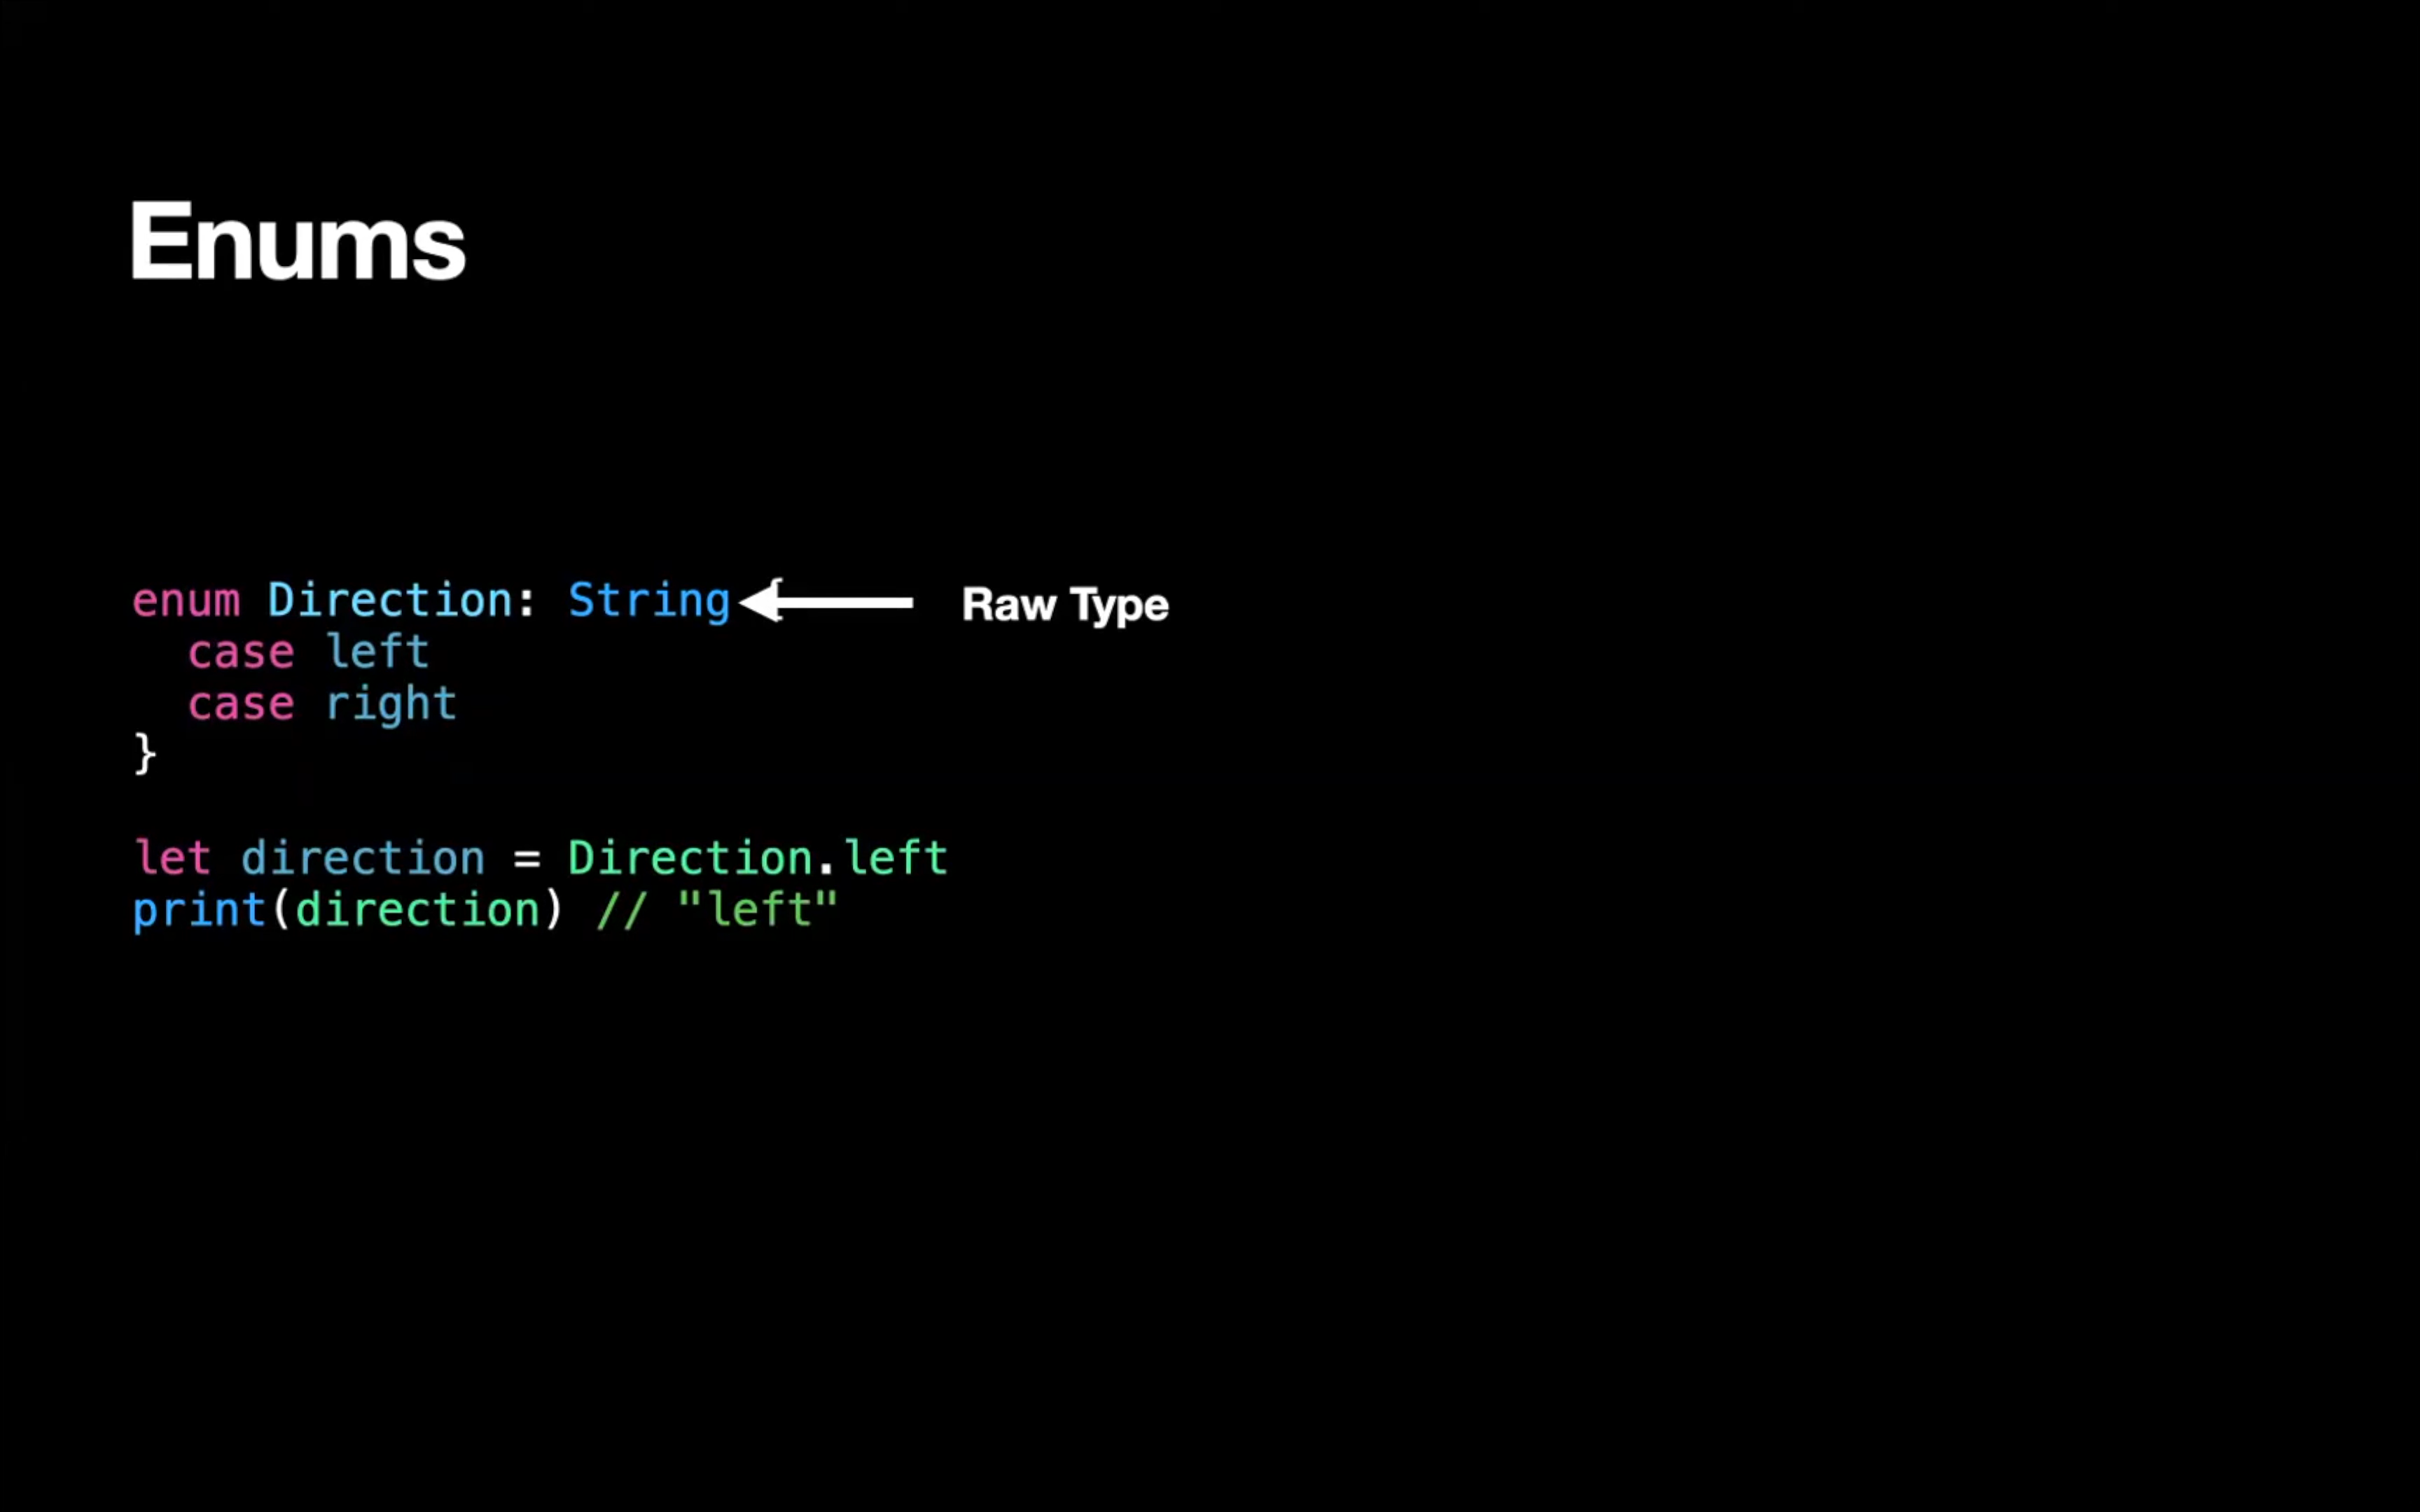 Enums
enum Direction: String{ Raw Type
case left
case right
}
let direction = Direction.left
print(direction) // "left"